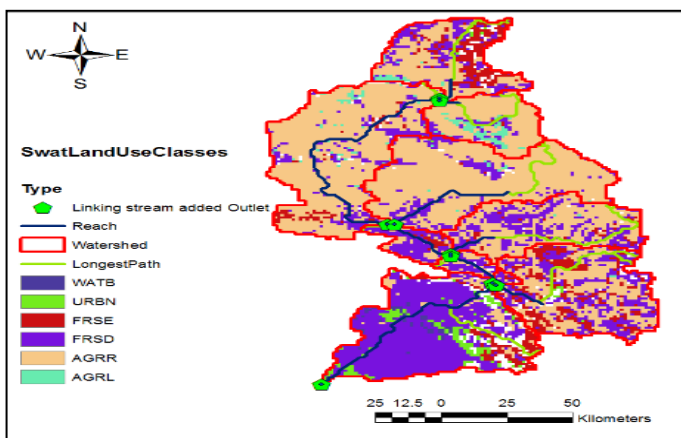 N
W E
S
SwatLandUseClasses
Type
Linking stream added Outlet
Reach
Watershed
LongestPath
WATB
URBN
FRSE
FRSD
AGRR
AGRL
25 12.5 0 25 50
Kilometers